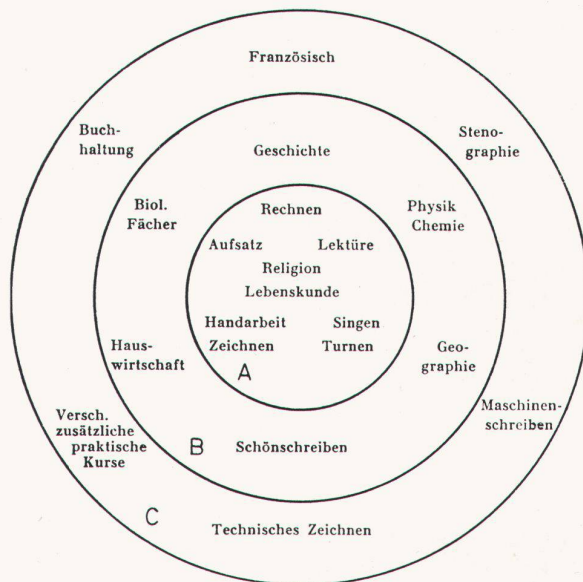 Französisch
Buch-
haltung
Steno-
graphie
Geschichte
Biol.
Fächer
Physik
Chemie
Rechnen
Aufsatz Lektüre
Religion
Lebenskunde
Handarbeit Singen
Zeichnen Turnen
A
Haus-
wirtschaft
Geo-
graphie
Versch.
zusätzliche
praktische
Kurse
Maschinen-
schreiben
B
Schönschreiben
C
Technisches Zeichnen